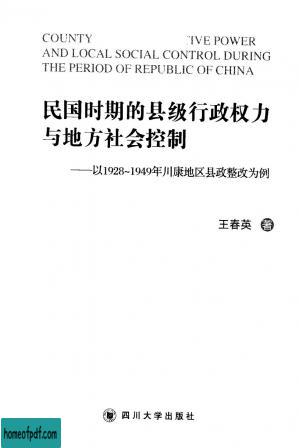 COUNTY IVE POWER
AND LOCAL SOCIAL CONTROL DURING
THE PERIOD OF REPUBLIC OF CHINA
民国时期的县级行政权力
与地方社会控制
——以1928~1949年川康地区县政整改为例
王春英 著
四川大学出版社
homeofpdf.com